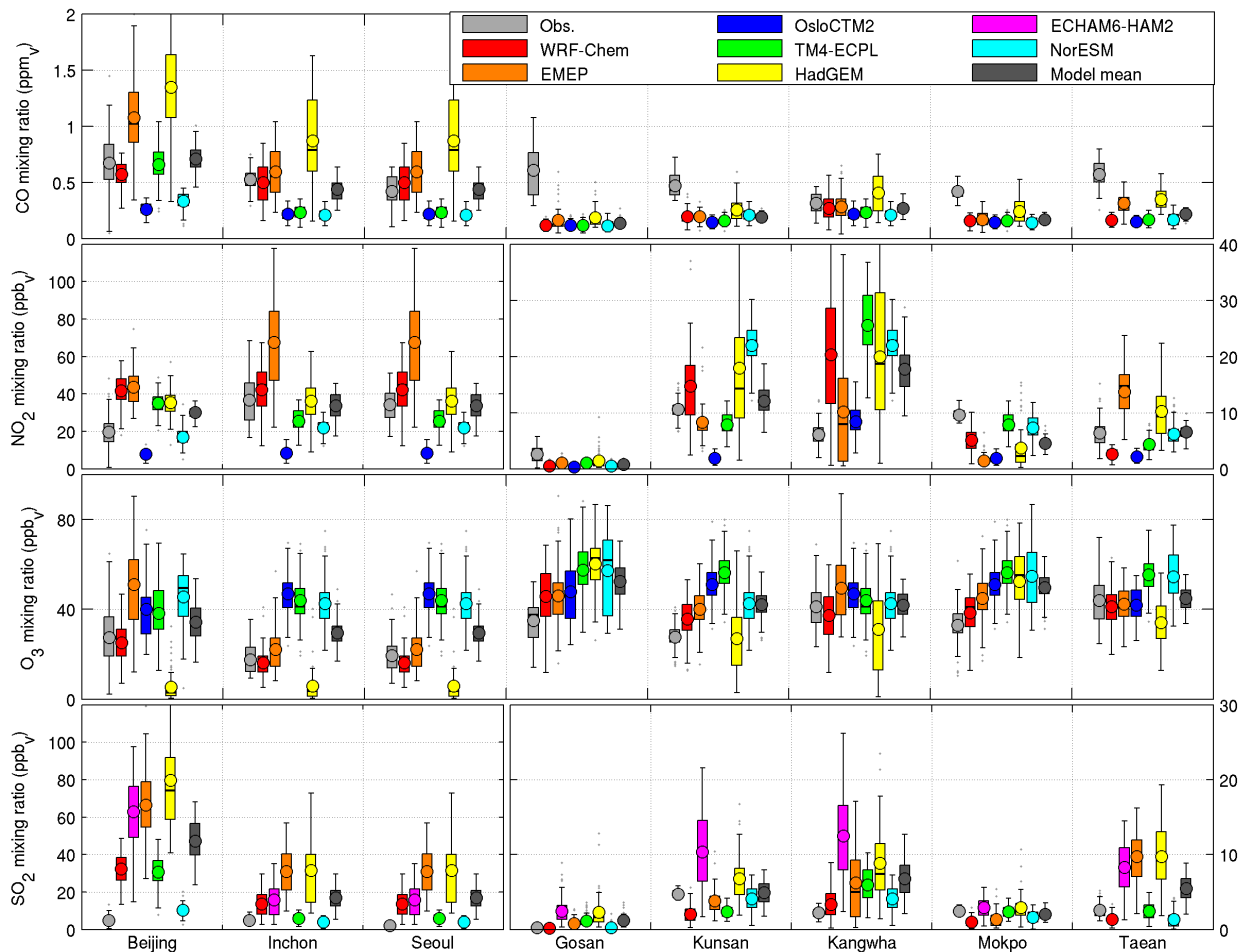 Obs.
WRF-Chem
EMEP
OsloCTM2
TM4-ECPL
HadGEM
ECHAM6-HAM2
NorESM
Model mean
CO mixing ratio (ppmV)
2
1.5
1
0.5
0
NO2 mixing ratio (ppbV)
100
80
60
40
20
0
40
30
20
10
0
O3 mixing ratio (ppbV)
80
40
0
SO2 mixing ratio (ppbV)
100
80
60
40
20
0
30
20
10
0
Beijing Inchon Seoul Gosan Kunsan Kangwha Mokpo Taean